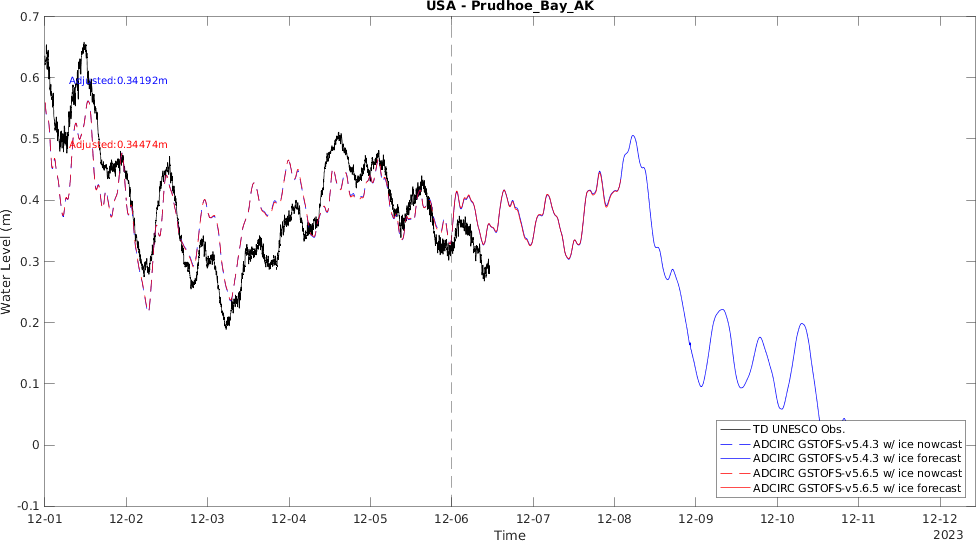 USA - Prudhoe_Bay_AK
0.7
0.6
0.5
0.4
0.3
0.2
0.1
0
-0.1
Water Level (m)
Adjusted:0.34192m
Adjusted:0.34474m
TD UNESCO Obs.
ADCIRC GSTOFS-v5.4.3 w/ ice nowcast
ADCIRC GSTOFS-v5.4.3 w/ ice forecast
ADCIRC GSTOFS-v5.6.5 w/ ice nowcast
ADCIRC GSTOFS-v5.6.5 w/ ice forecast
12-01 12-02 12-03 12-04 12-05 12-06 12-07 12-08 12-09 12-10 12-11 12-12
Time
2023